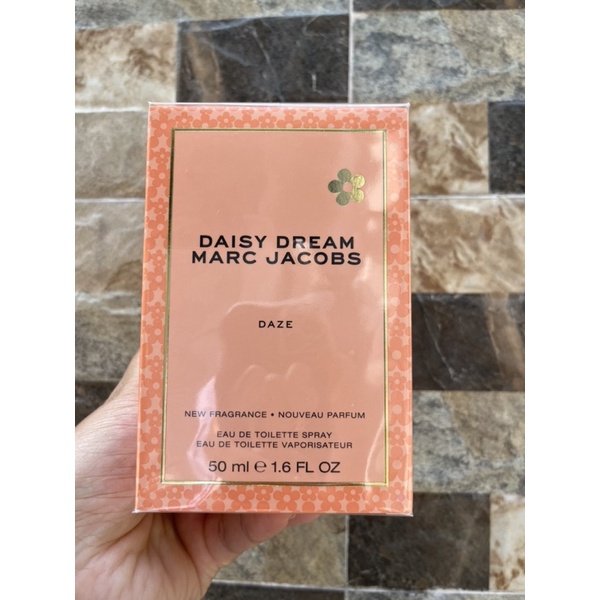 DAISY DREAM
MARC JACOBS
DAZE
NEW FRAGRANCE • NOUVEAU PARFUM
EAU DE TOILETTE SPRAY
EAU DE TOILETTE VAPORISATEUR
50 ml ℮ 1.6 FL OZ